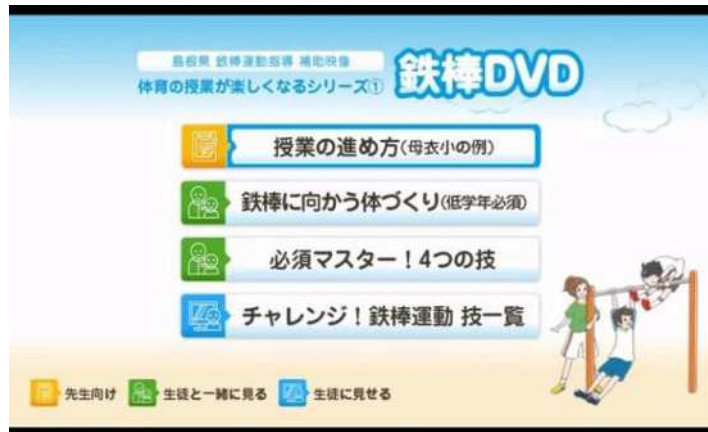 島根県 鉄棒運動指導 補助映像
体育の授業が楽しくなるシリーズ①
鉄棒DVD
授業の進め方(母衣小の例)
鉄棒に向かう体づくり(低学年必須)
必須マスター！4つの技
チャレンジ！鉄棒運動 技一覧
先生向け 生徒と一緒に見る 生徒に見せる